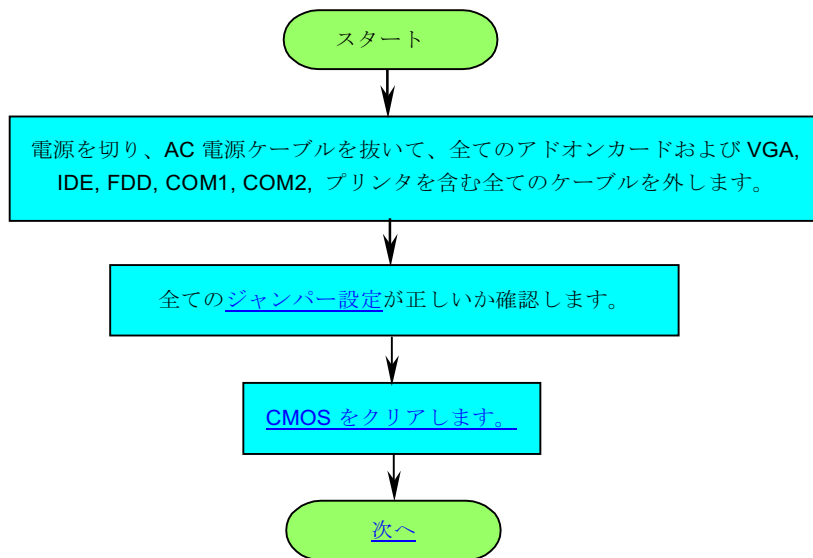 スタート
電源を切り、AC 電源ケーブルを抜いて、全てのアドオンカードおよび VGA,
IDE, FDD, COM1, COM2, プリンタを含む全てのケーブルを外します。
全てのジャンパー設定が正しいか確認します。
CMOS をクリアします。
次へ